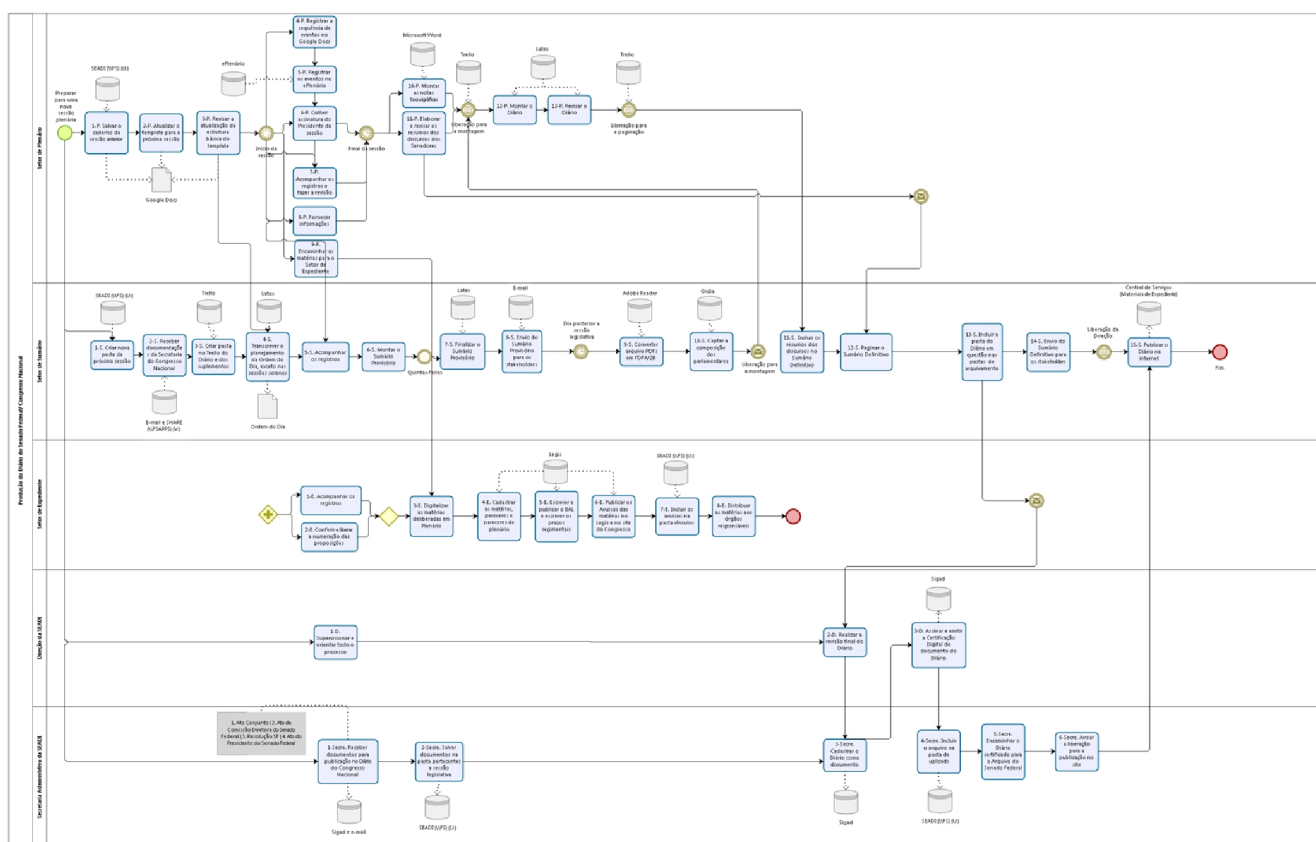 Produção do Diário do Senado Federal/ Congresso Nacional
Setor de Plenário
Preparar
para uma
nova
sessão
plenária
SEADI (\\FS) (U:)
1-P. Salvar o
caderno da
sessão anterior
2-P. Atualizar o
template para a
próxima sessão
3-P. Revisar a
atualização da
estrutura
básica do
template
Google Docs
ePlenário
Início da
sessão
4-P. Registrar a
sequência de
eventos no
Google Docs
5-P. Registrar
os eventos no
ePlenário
6-P. Colher
assinatura do
Presidente da
sessão
7-P.
Acompanhar os
registros e
fazer a revisão
8-P. Fornecer
informações
9-P.
Encaminhar as
matérias para o
Setor de
Expediente
Final da sessão
Microsoft Word
10-P. Montar
as notas
taquigráficas
11-P. Elaborar
e revisar os
resumos dos
discursos dos
Senadores
Trello
Liberação para
a montagem
Latex
12-P. Montar o
Diário
13-P. Revisar o
Diário
Trello
Liberação para
a paginação
Setor de Sumário
SEADI (\\FS) (U:)
1-S. Criar nova
pasta da
próxima sessão
2-S. Receber
documentação
da Secretaria
do Congresso
Nacional
E-mail e SHARE
Trello
3-S. Criar pasta
no Trello do
Diário e dos
suplementos
Latex
4-S.
Transcrever o
planejamento
da Ordem do
Dia, exceto nas
sessões solenes
Ordem do Dia
5-S. Acompanhar
os registros
6-S. Montar o
Sumário
Provisório
Quintas-feiras
Latex
7-S. Finalizar o
Sumário
Provisório
E-mail
8-S. Envio do
Sumário
Provisório para
os stakeholders
Dia posterior a
sessão
legislativa
Adobe Reader
9-S. Converter
arquivo PDF em
PDF/A-2B
10-S. Captar a
composição
dos
parlamentares
Liberação para
a montagem
11-S. Incluir os
resumos dos
discursos no
Sumário
Definitivo
12-S. Paginar o
Sumário Definitivo
13-S. Incluir a
pasta do
Diário em
questão nas
pastas de
arquivamento
14-S. Envio do
Sumário
Definitivo para
os stakeholders
Liberação da
Direção
Central de Serviços
(Materiais de Expediente)
15-S. Publicar o
Diário na
internet
Fim
Setor de Expediente
1-E. Acompanhar os
registros
2-E. Conferir e liberar
a numeração das
proposições
3-E. Digitalizar
as matérias
deliberadas em
Plenário
Legis
4-E. Cadastrar
as matérias,
pareceres e
pareceres de
plenário
5-E. Escrever e
publicar o BAL
e escrever os
prazos
regimentais
6-E. Publicar os
Avulsos das
matérias no
Legis e no site
do Congresso
SEADI (\\FS) (U:)
7-E. Incluir os
avulsos na
pasta vínculos
8-E. Distribuir
as matérias aos
órgãos
responsáveis
Direção da SEADI
1-D.
Supervisionar e
orientar todo o
processo
2-D. Realizar a
revisão final do
Diário
Sigad
3-D. Assinar e emitir
a Certificação
Digital do
documento do
Diário
Secretaria Administrativa da SEADI
1. Ato Conjunto | 2. Ato da
Comissão Diretora do Senado
Federal | 3. Resolução SF | 4. Ato do
Presidente do Senado Federal
1-Secre. Receber
documentos para
publicação no Diário
do Congresso
Nacional
Sigad e e-mail
2-Secre. Salvar
documentos na
pasta pertencentes
a sessão
legislativa
SEADI (\\FS) (U:)
3-Secre.
Cadastrar o
Diário como
documento
Sigad
4-Secre. Incluir
o arquivo na
pasta de
uploads
SEADI (\\FS) (U:)
5-Secre.
Encaminhar o
Diário
certificado para
o Arquivo do
Senado Federal
6-Secre. Avisar
a liberação
para a
publicação no
site